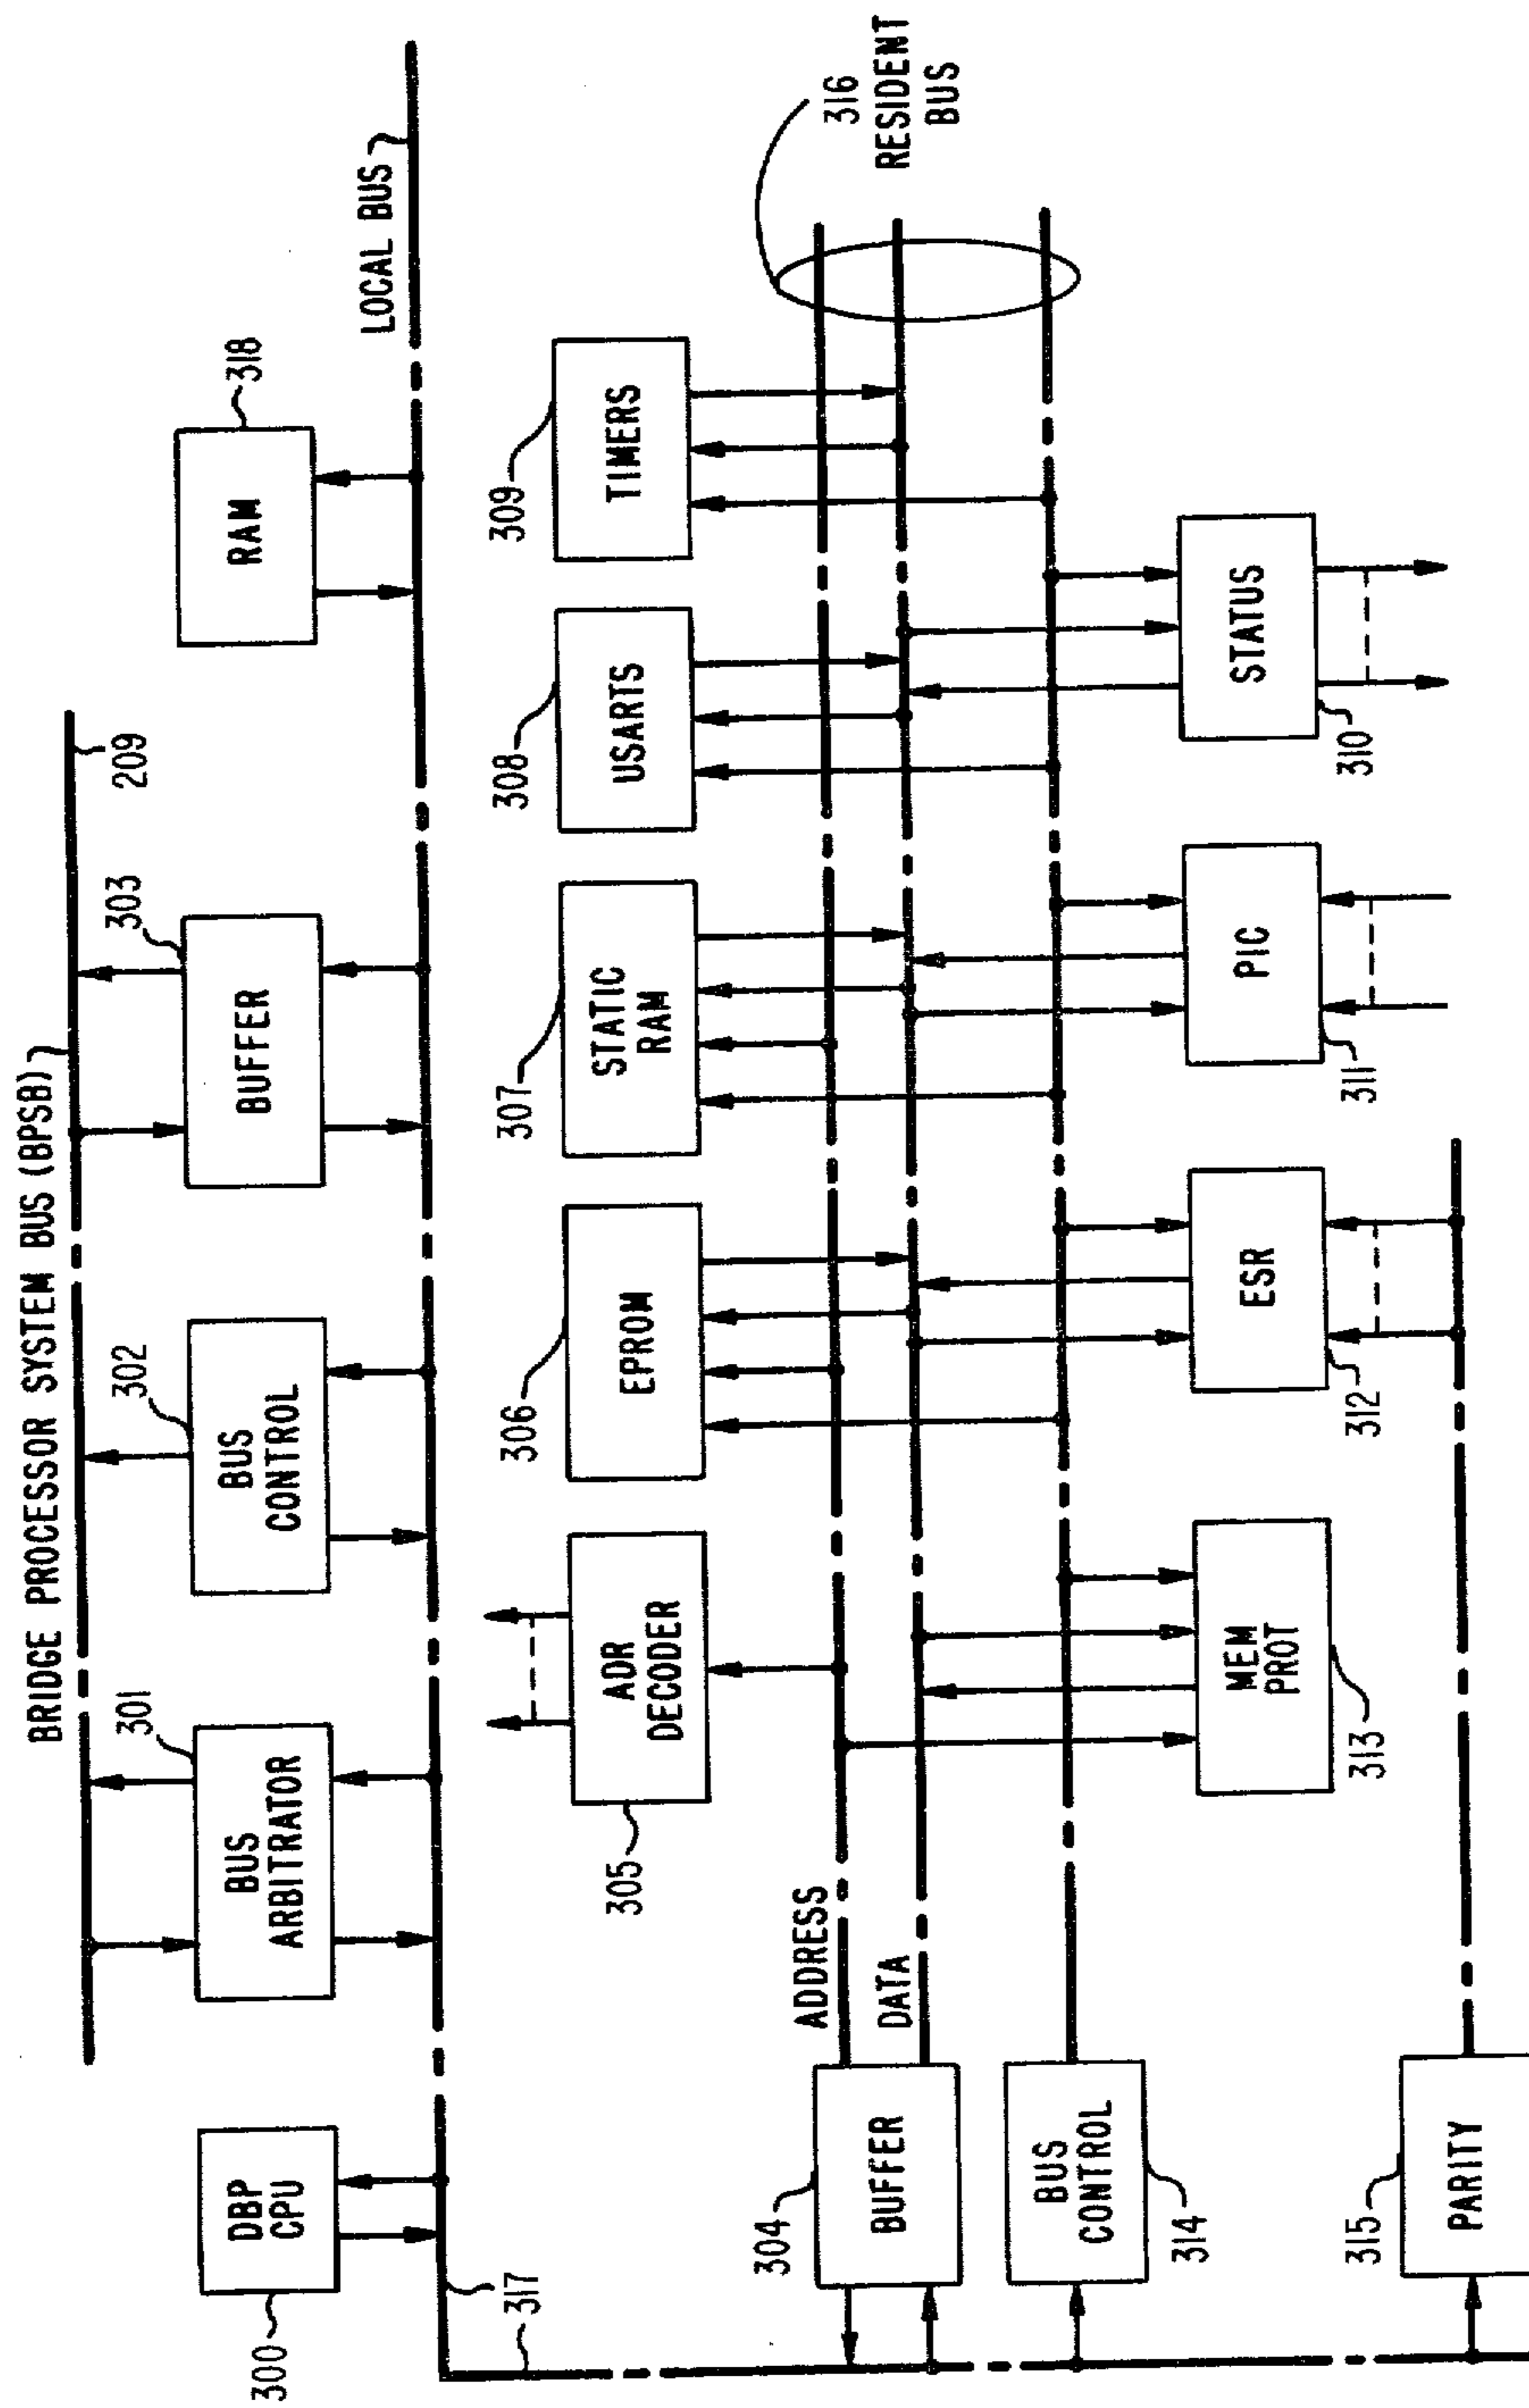 BRIDGE PROCESSOR SYSTEM BUS (BPSB)
209
300
DBP
CPU
301
BUS
ARBITRATOR
302
BUS
CONTROL
303
BUFFER
318
RAM
LOCAL BUS
317
305
ADR
DECODER
306
EPROM
307
STATIC
RAM
308
USARTS
309
TIMERS
316
RESIDENT
BUS
ADDRESS
DATA
304
BUFFER
BUS
CONTROL
314
MEM
PROT
313
ESR
312
PIC
311
STATUS
310
315
PARITY